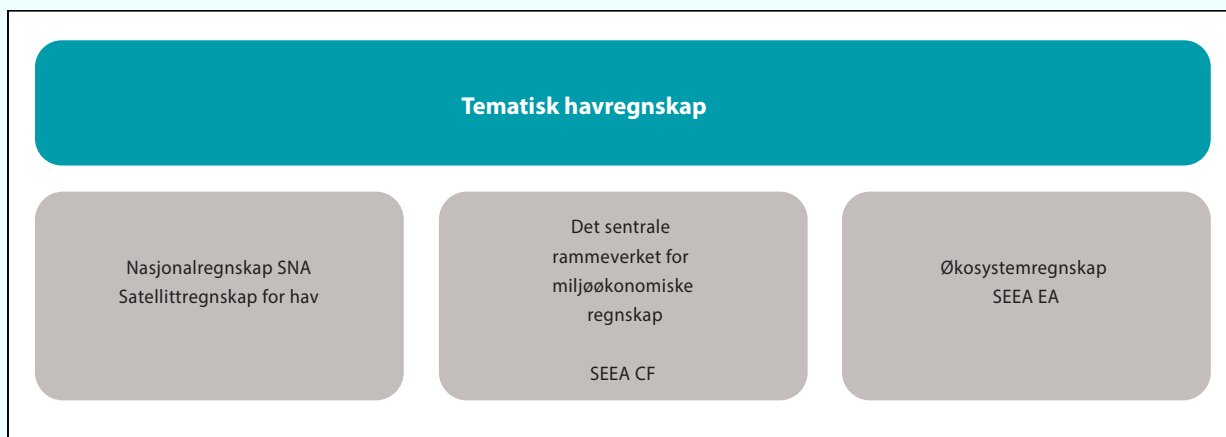 Tematisk havregnskap
Nasjonalregnskap SNA
Satellittregnskap for hav
Det sentrale
rammeverket for
miljøøkonomiske
regnskap
SEEA CF
Økosystemregnskap
SEEA EA